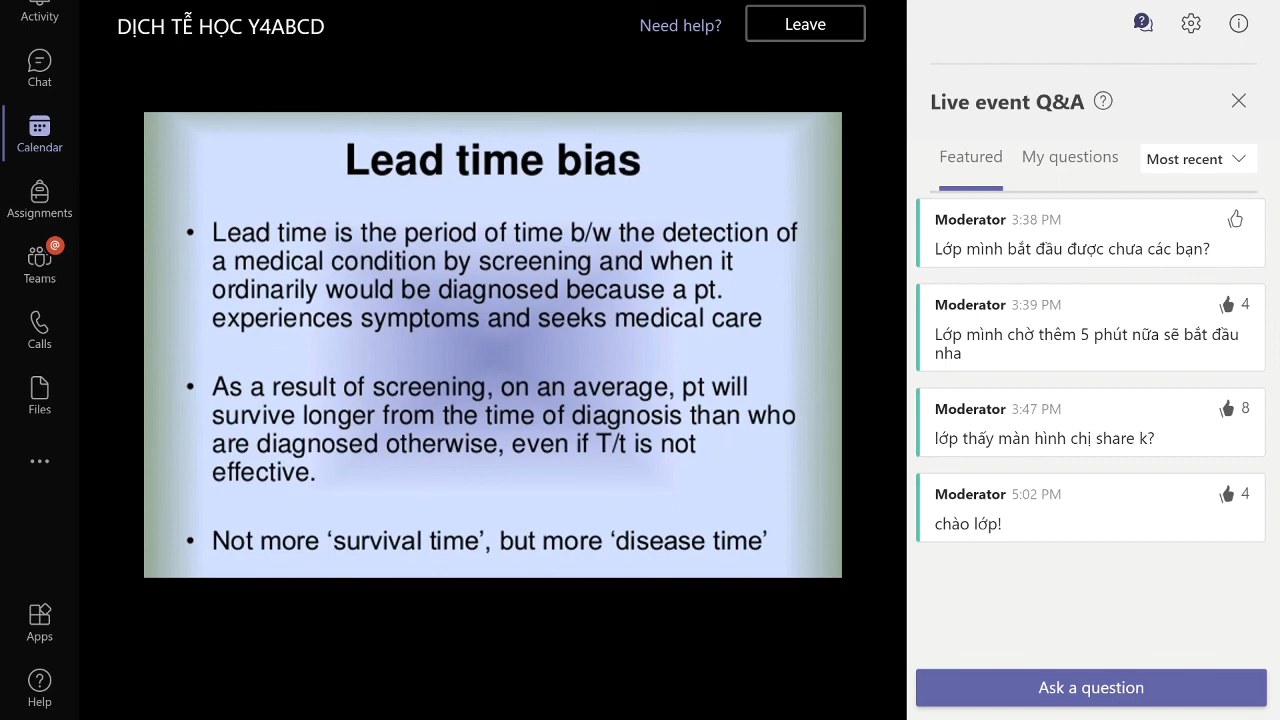 Activity
Chat
Calendar
Assignments
@
Teams
Calls
Files
Apps
Help
DỊCH TỄ HỌC Y4ABCD
Need help?
Leave
Lead time bias
• Lead time is the period of time b/w the detection of
a medical condition by screening and when it
ordinarily would be diagnosed because a pt.
experiences symptoms and seeks medical care
• As a result of screening, on an average, pt will
survive longer from the time of diagnosis than who
are diagnosed otherwise, even if T/t is not
effective.
• Not more ‘survival time’, but more ‘disease time’
Live event Q&A
Featured
My questions
Most recent
Moderator 3:38 PM
Lớp mình bắt đầu được chưa các bạn?
Moderator 3:39 PM 4
Lớp mình chờ thêm 5 phút nữa sẽ bắt đầu
nha
Moderator 3:47 PM 8
lớp thấy màn hình chị share k?
Moderator 5:02 PM 4
chào lớp!
Ask a question